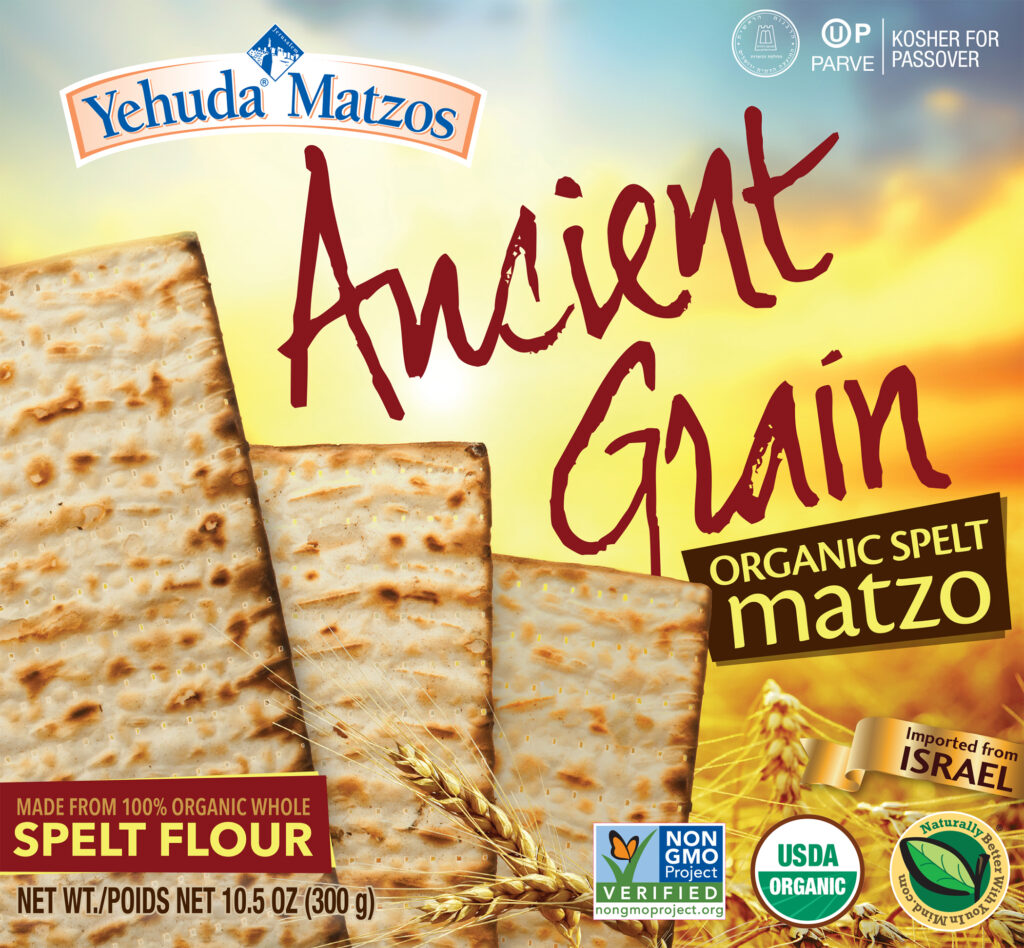 Jerusalem
Yehuda® Matzos
UP
PARVE
KOSHER FOR
PASSOVER
Ancient
Grain
ORGANIC SPELT
matzo
Imported from
ISRAEL
MADE FROM 100% ORGANIC WHOLE
SPELT FLOUR
NET WT./POIDS NET 10.5 OZ (300 g)
NON
GMO
Project
VERIFIED
nongmoproject.org
USDA
ORGANIC
Naturally Better
With You In Mind.com